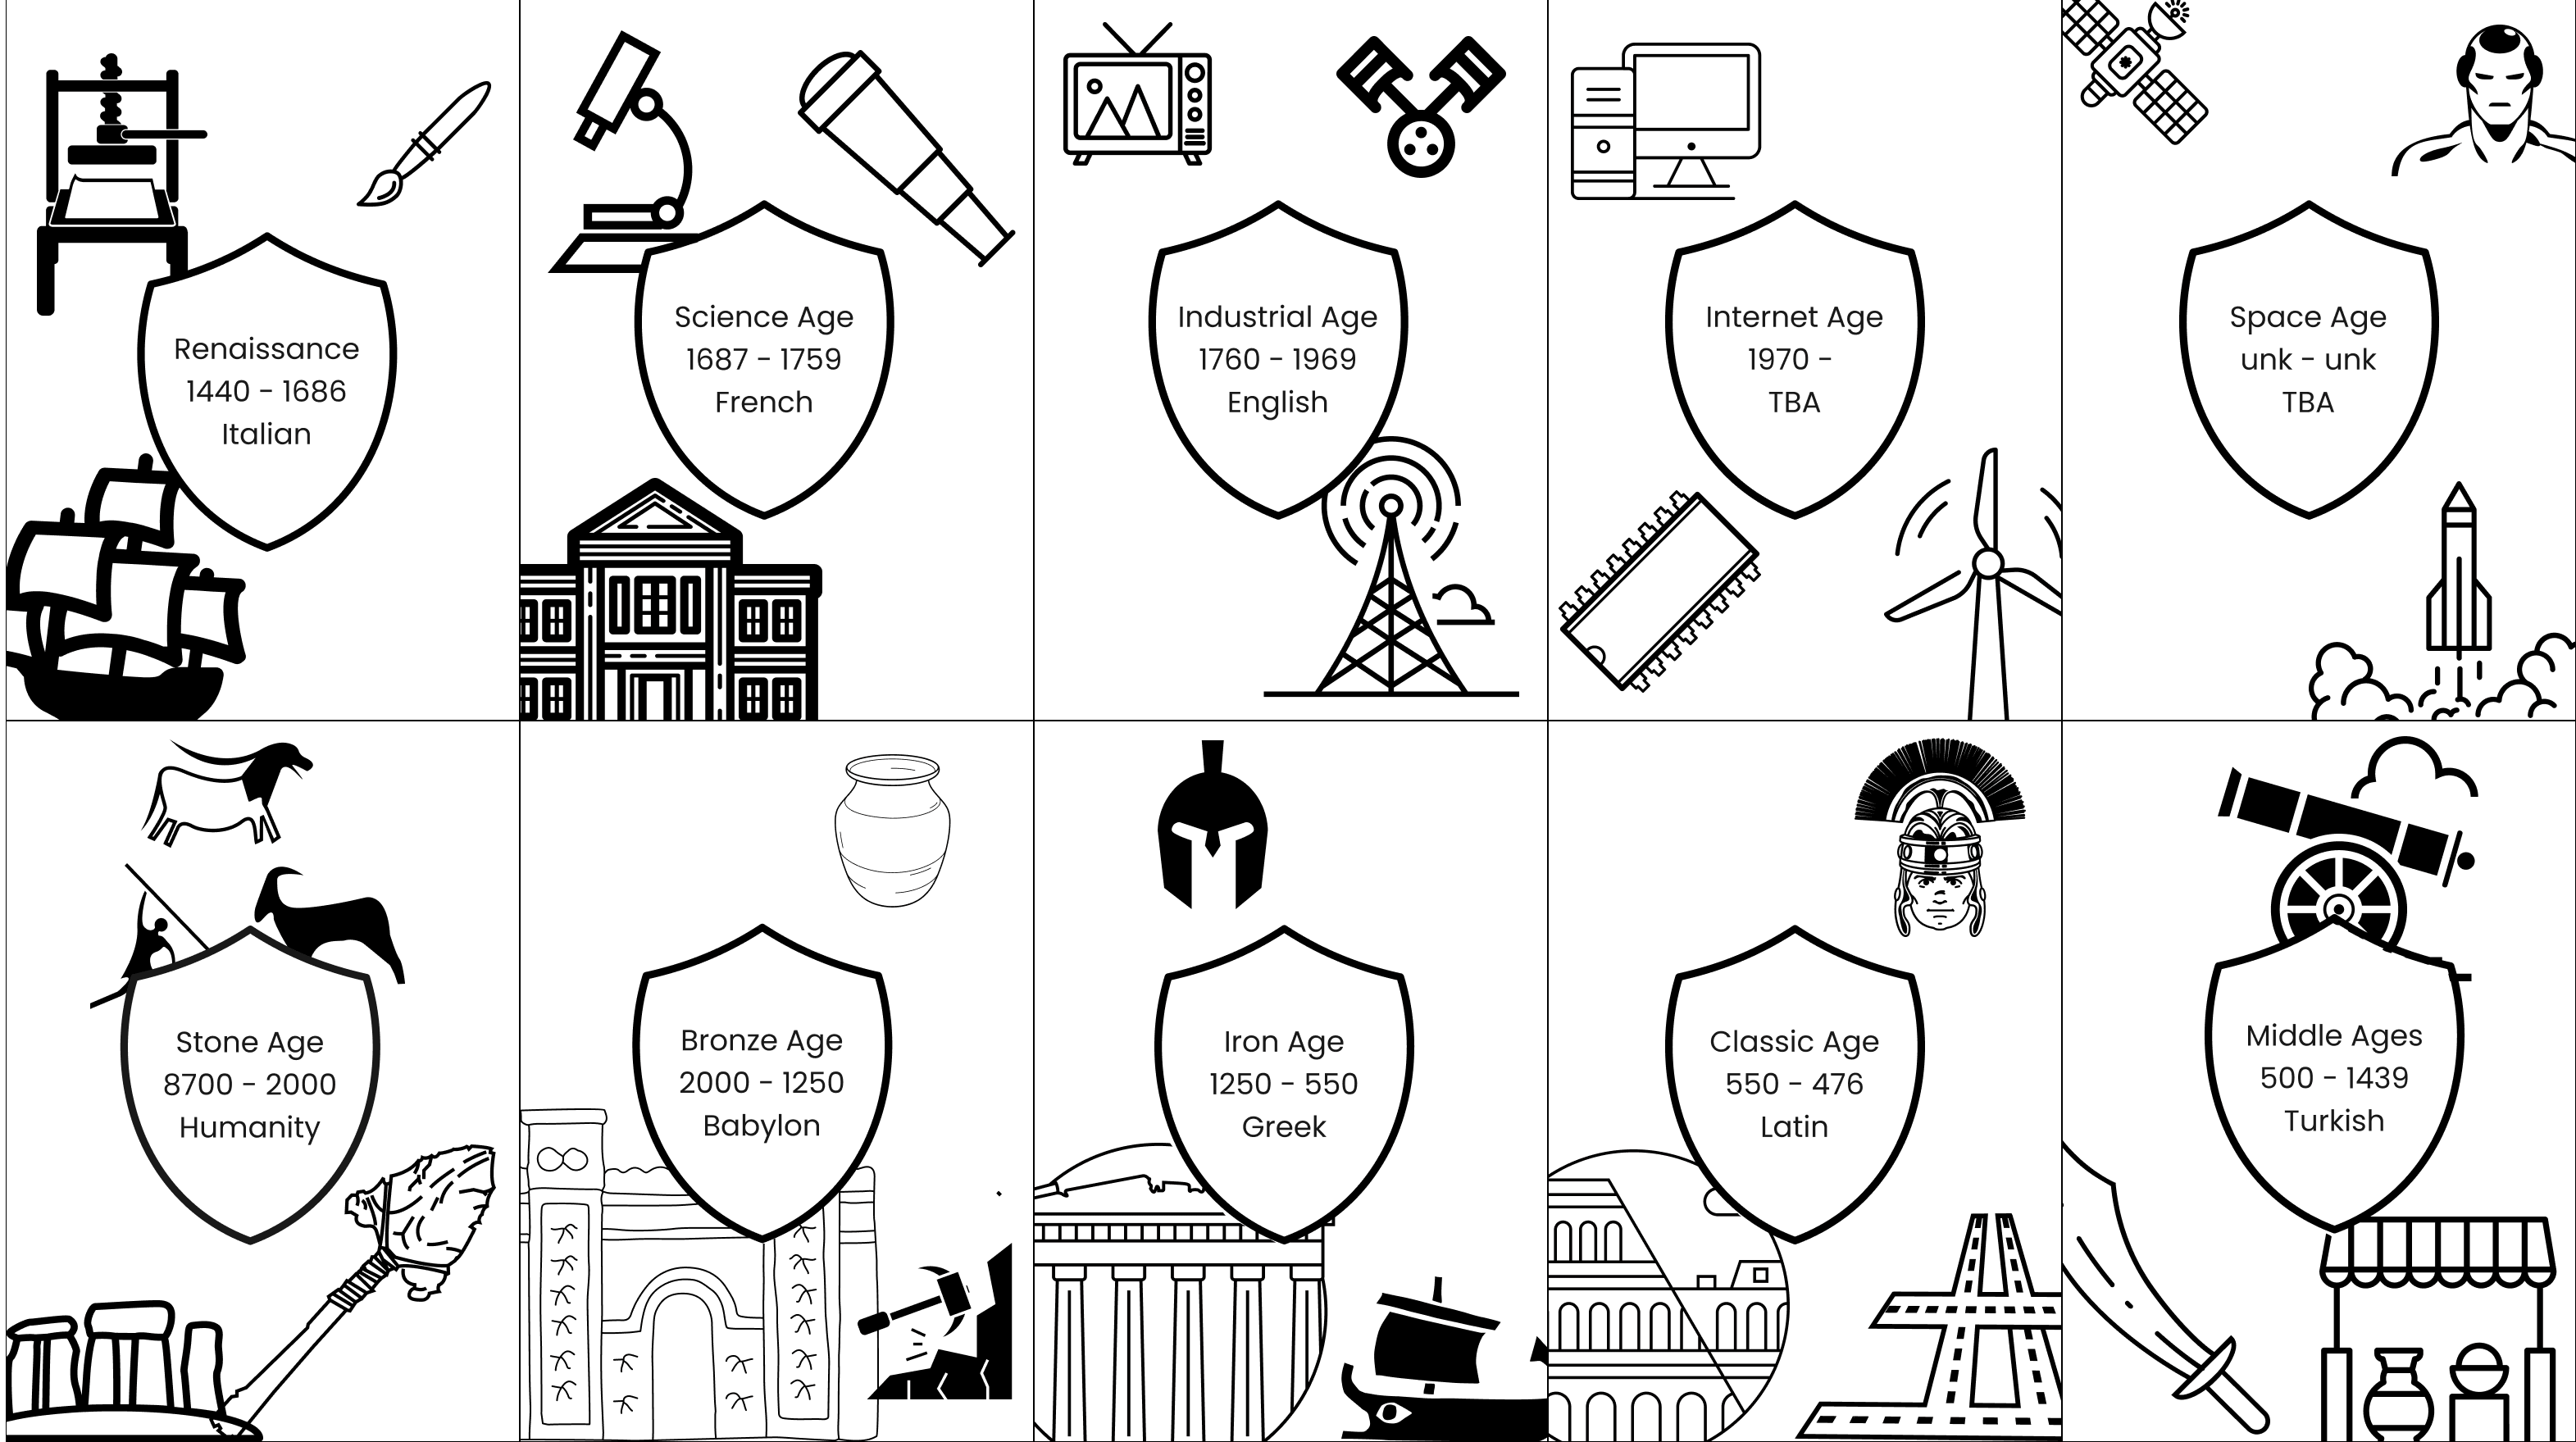 Renaissance
1440 - 1686
Italian
Science Age
1687 - 1759
French
Industrial Age
1760 - 1969
English
Internet Age
1970 -
TBA
Space Age
unk - unk
TBA
Stone Age
8700 - 2000
Humanity
Bronze Age
2000 - 1250
Babylon
Iron Age
1250 - 550
Greek
Classic Age
550 - 476
Latin
Middle Ages
500 - 1439
Turkish